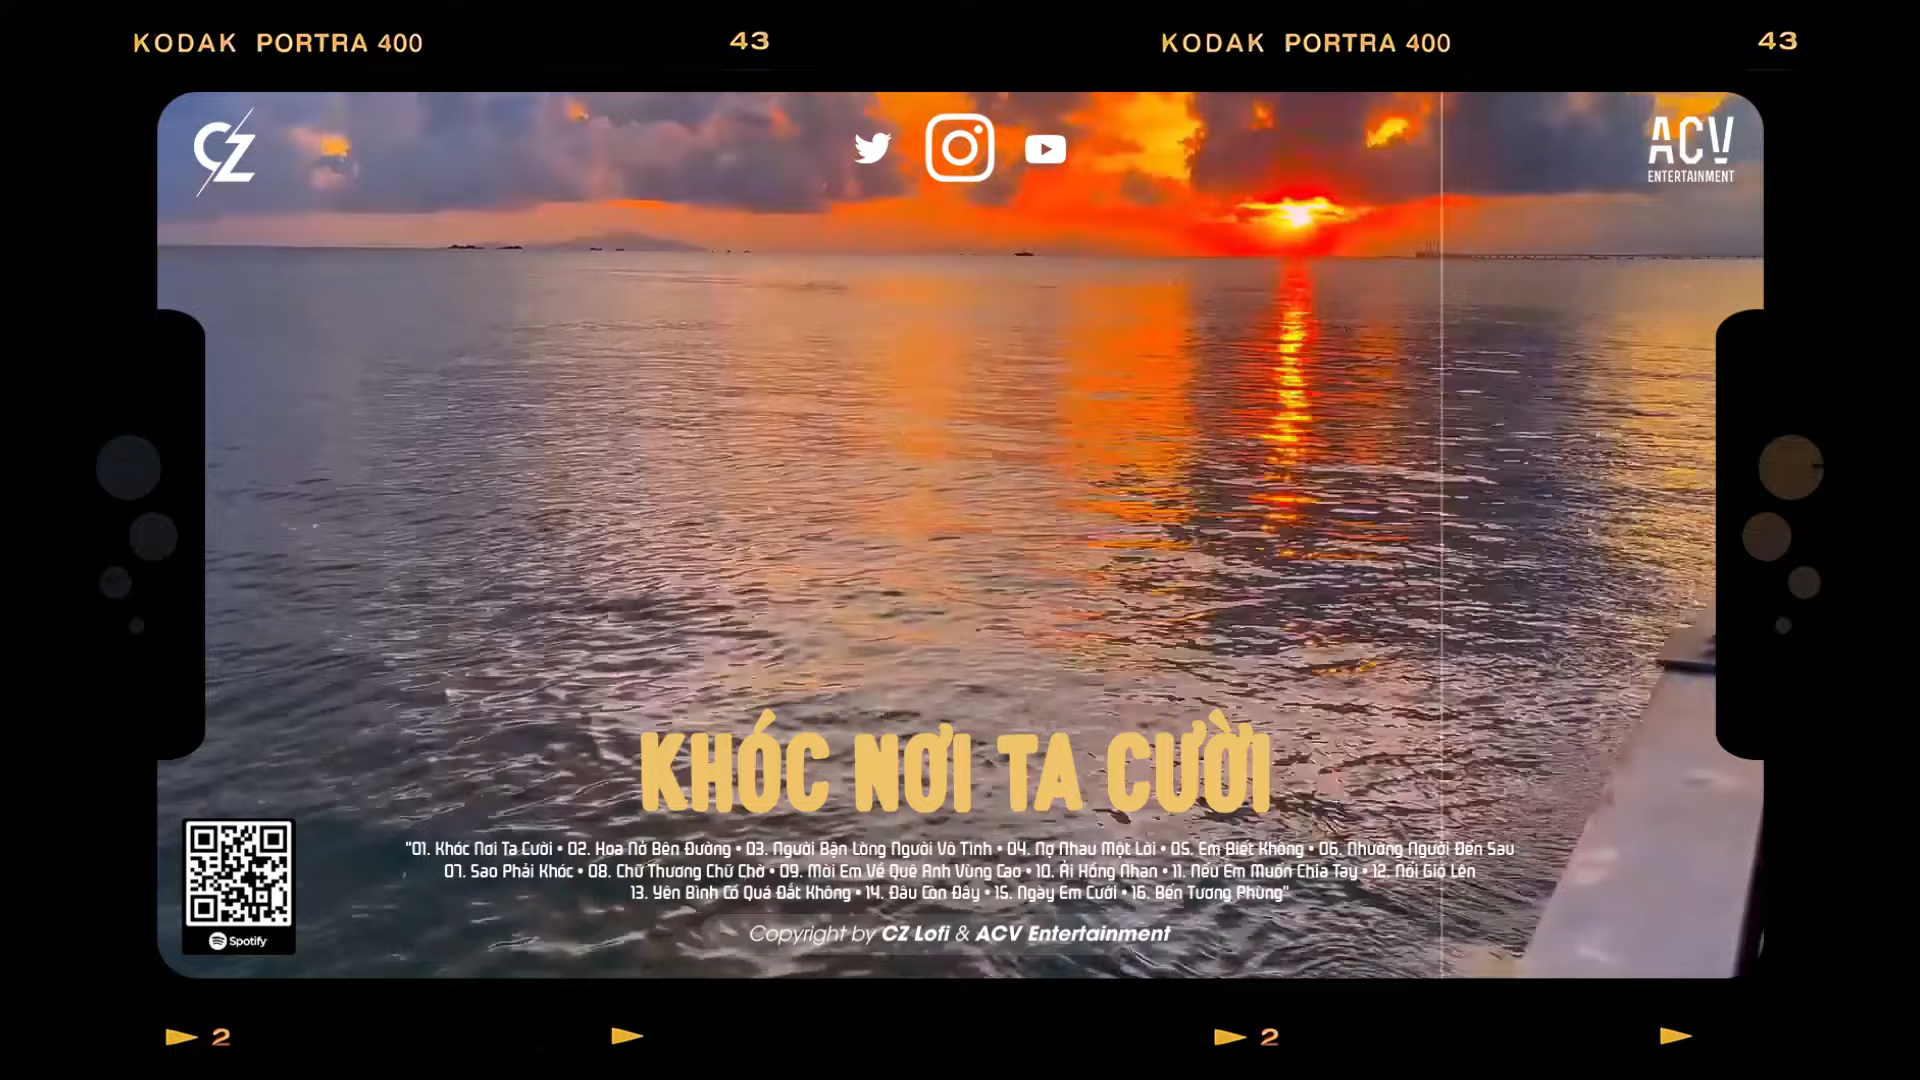 KODAK PORTRA 400 43 KODAK PORTRA 400 43
CZ
ACV
ENTERTAINMENT
KHÓC NƠI TA CƯỜI
"01. Khóc Nơi Ta Cười • 02. Hoa Nở Bên Đường • 03. Người Bận Lòng Người Vô Tình • 04. Nợ Nhau Một Lời • 05. Em Biết Không • 06. Nhường Người Đến Sau
07. Sao Phải Khóc • 08. Chữ Thương Chữ Chờ • 09. Mời Em Về Quê Anh Vùng Cao • 10. Ải Hồng Nhan • 11. Nếu Em Muốn Chia Tay • 12. Nổi Gió Lên
13. Yên Bình Có Quá Đắt Không • 14. Đâu Còn Đây • 15. Ngày Em Cưới • 16. Bến Tương Phùng"
Spotify
Copyright by CZ Lofi & ACV Entertainment
2 2